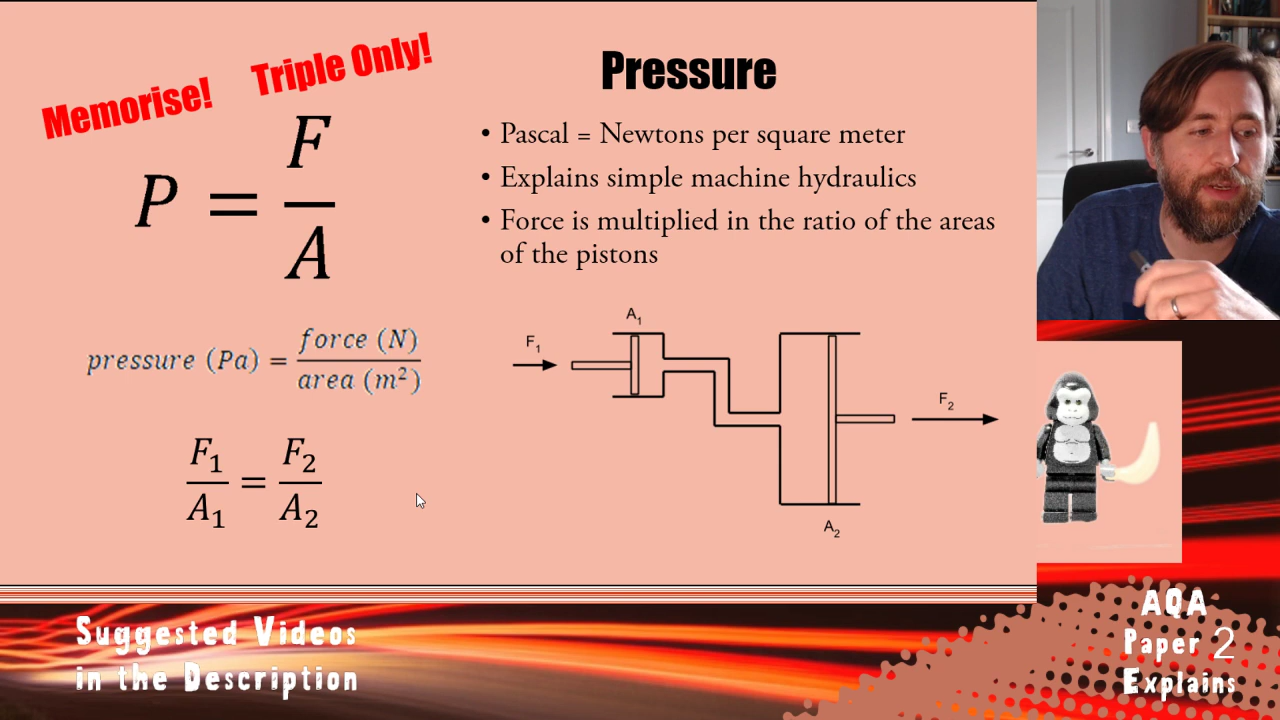 Memorise! Triple Only!
Pressure
P = F/A
• Pascal = Newtons per square meter
• Explains simple machine hydraulics
• Force is multiplied in the ratio of the areas
of the pistons
pressure (Pa) = force (N)/area (m²)
F₁/A₁ = F₂/A₂
A₁
F₁
F₂
A₂
Suggested Videos
in the Description
AQA
Paper 2
Explains